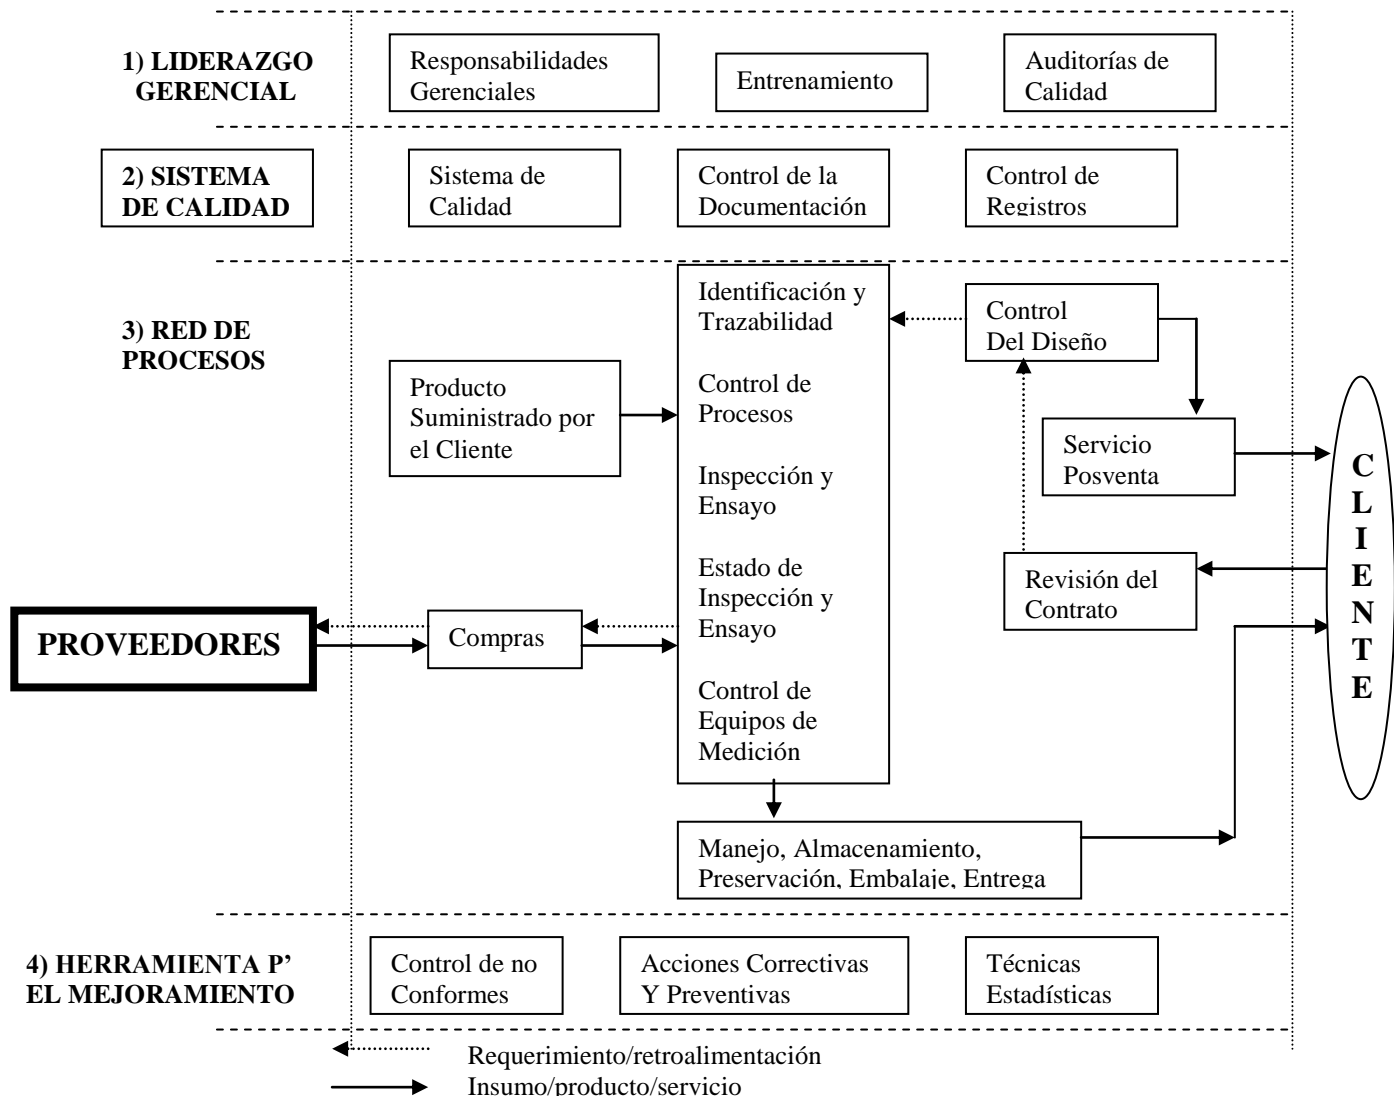 1) LIDERAZGO
GERENCIAL
Responsabilidades
Gerenciales
Entrenamiento
Auditorías de
Calidad
2) SISTEMA
DE CALIDAD
Sistema de
Calidad
Control de la
Documentación
Control de
Registros
3) RED DE
PROCESOS
Producto
Suministrado por
el Cliente
Identificación y
Trazabilidad
Control de
Procesos
Inspección y
Ensayo
Estado de
Inspección y
Ensayo
Control de
Equipos de
Medición
Control
Del Diseño
Servicio
Posventa
Revisión del
Contrato
CLIENTE
PROVEEDORES
Compras
Manejo, Almacenamiento,
Preservación, Embalaje, Entrega
4) HERRAMIENTA P'
EL MEJORAMIENTO
Control de no
Conformes
Acciones Correctivas
Y Preventivas
Técnicas
Estadísticas
Requerimiento/retroalimentación
Insumo/producto/servicio